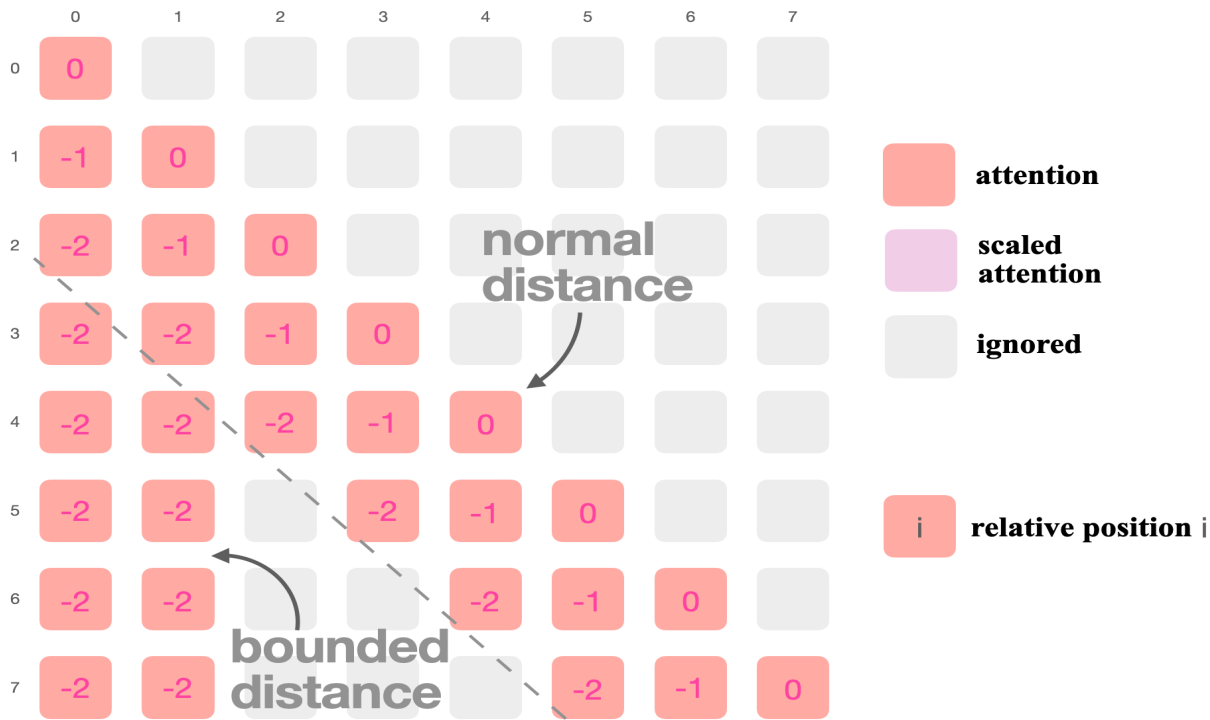 0 1 2 3 4 5 6 7
0 0
1 -1 0
2 -2 -1 0
normal
distance
3 -2 -2 -1 0
4 -2 -2 -2 -1 0
5 -2 -2 -2 -1 0
6 -2 -2 -2 -1 0
bounded
distance
7 -2 -2 -2 -1 0
attention
scaled
attention
ignored
i relative position i